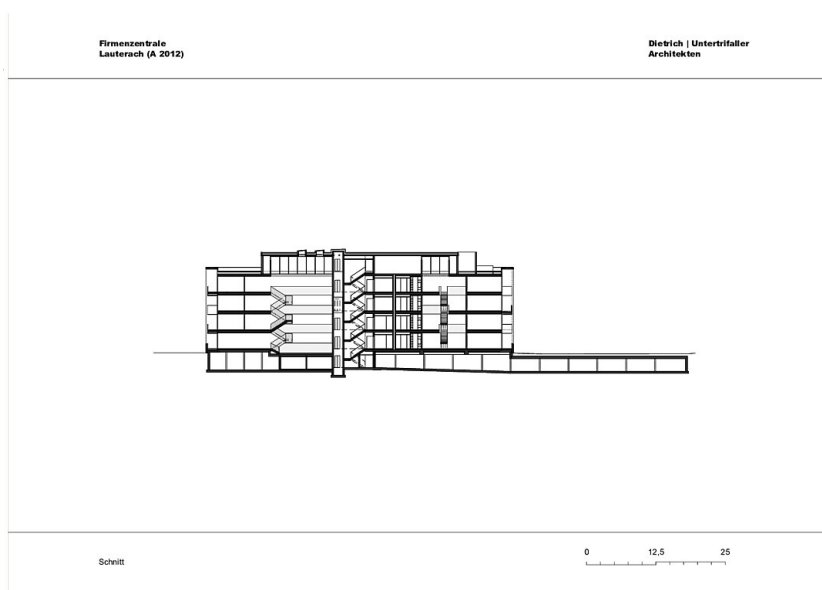 Firmenzentrale
Lauterach (A 2012)
Dietrich | Untertrifaller
Architekten
Schnitt
0 12,5 25